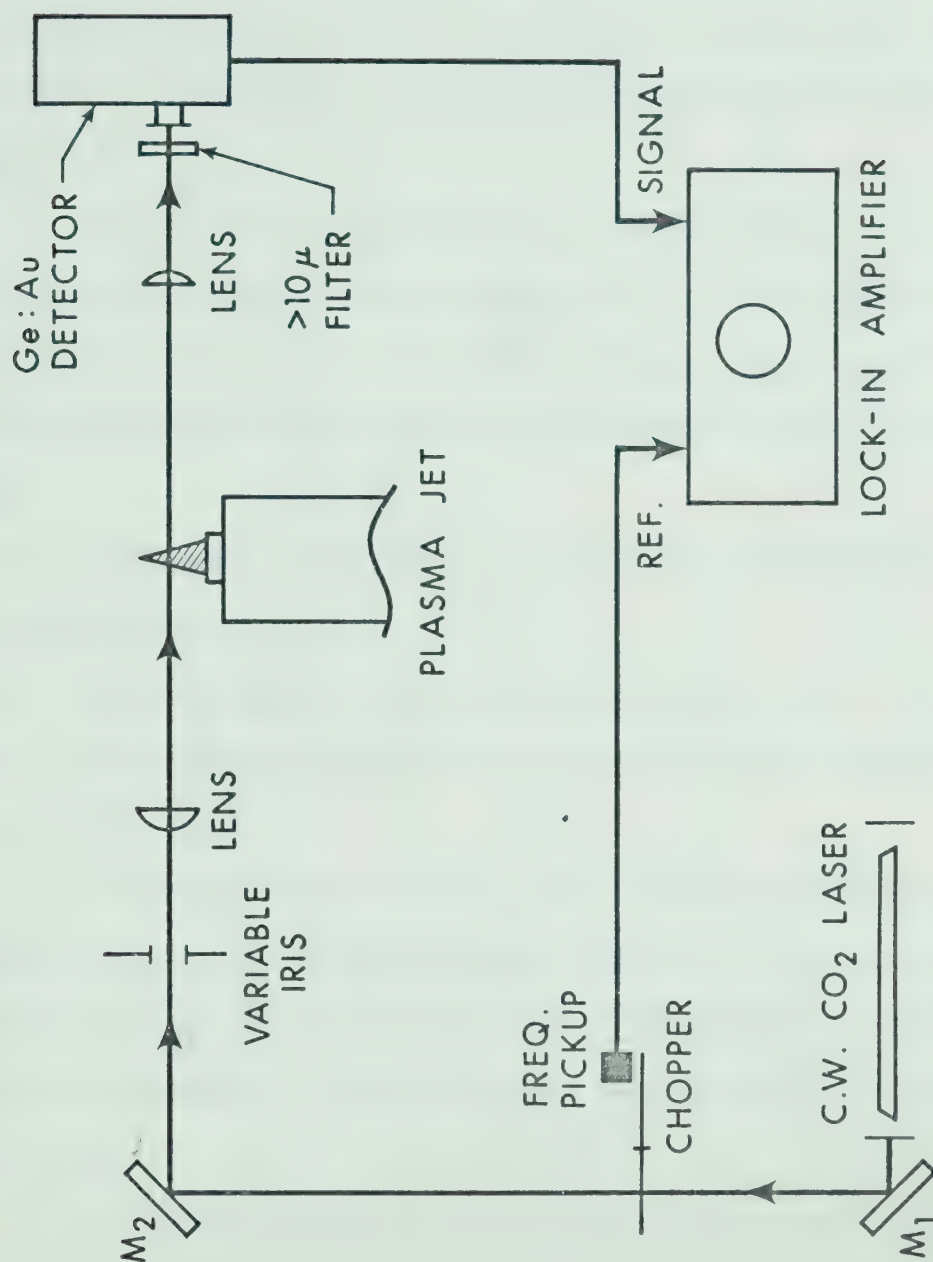 Ge:Au
DETECTOR
LENS
>10μ
FILTER
SIGNAL
LOCK-IN AMPLIFIER
REF.
PLASMA JET
LENS
VARIABLE
IRIS
FREQ.
PICKUP
CHOPPER
C.W. CO₂ LASER
M₂
M₁